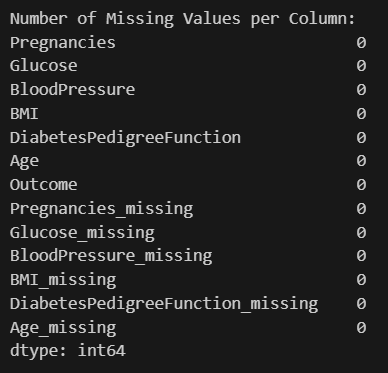 Number of Missing Values per Column:
Pregnancies 0
Glucose 0
BloodPressure 0
BMI 0
DiabetesPedigreeFunction 0
Age 0
Outcome 0
Pregnancies_missing 0
Glucose_missing 0
BloodPressure_missing 0
BMI_missing 0
DiabetesPedigreeFunction_missing 0
Age_missing 0
dtype: int64